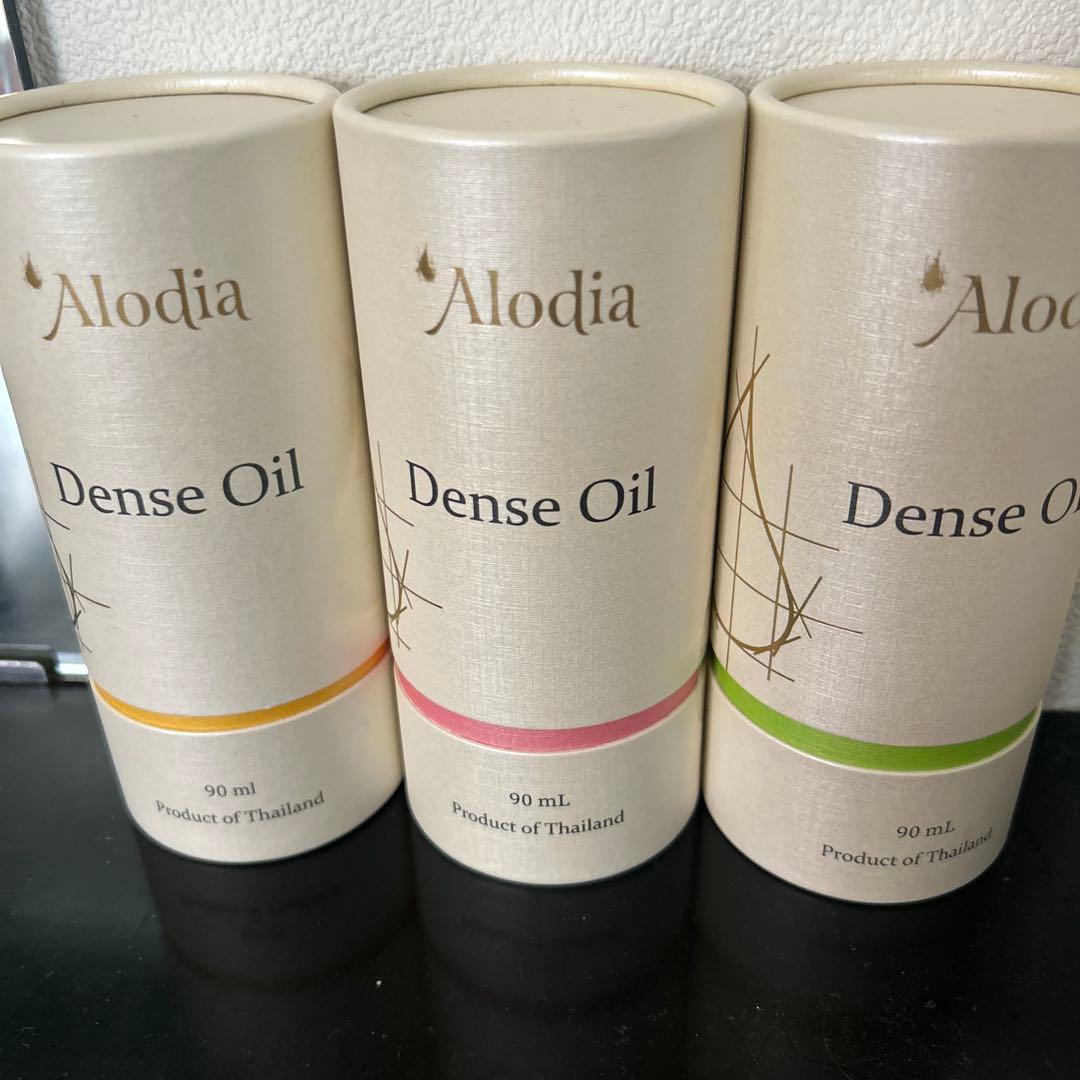 Alodia
Dense Oil
90 ml
Product of Thailand
Alodia
Dense Oil
90 mL
Product of Thailand
Dense
90 mL
Product of Thailand